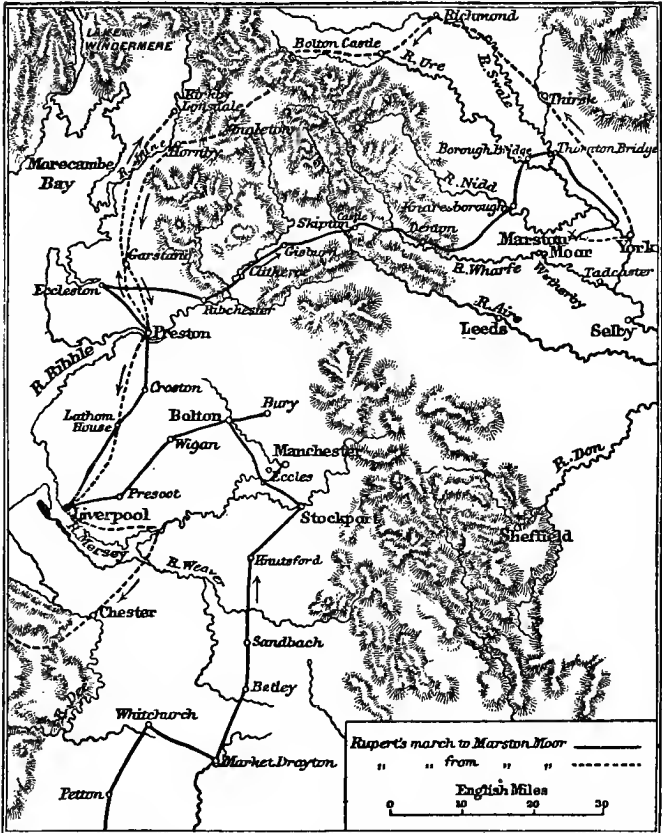 Richmond
LAKE
WINDERMERE
Bolton Castle
R. Ure
R. Swale
Kirkby
Lonsdale
Thirsk
Ingleton
Hornby
Borough Bridge
Thornton Bridge
Morecambe
Bay
R. Nidd
Knaresborough
Skipton
Castle
Denton
Marston
Moor
York
Garstang
Gisburn
Clitheroe
R. Wharfe
Wetherby
Tadcaster
Eccleston
Ribchester
R. Aire
Leeds
Selby
Preston
R. Ribble
Croston
Lathom
House
Bolton
Bury
Wigan
Manchester
Eccles
R. Don
Prescot
Liverpool
Stockport
Sheffield
R. Mersey
R. Weaver
Knutsford
Chester
Sandbach
R. Dee
Betley
Whitchurch
Market Drayton
Petton
Rupert's march to Marston Moor
„ „ from „ „
English Miles
0 10 20 30